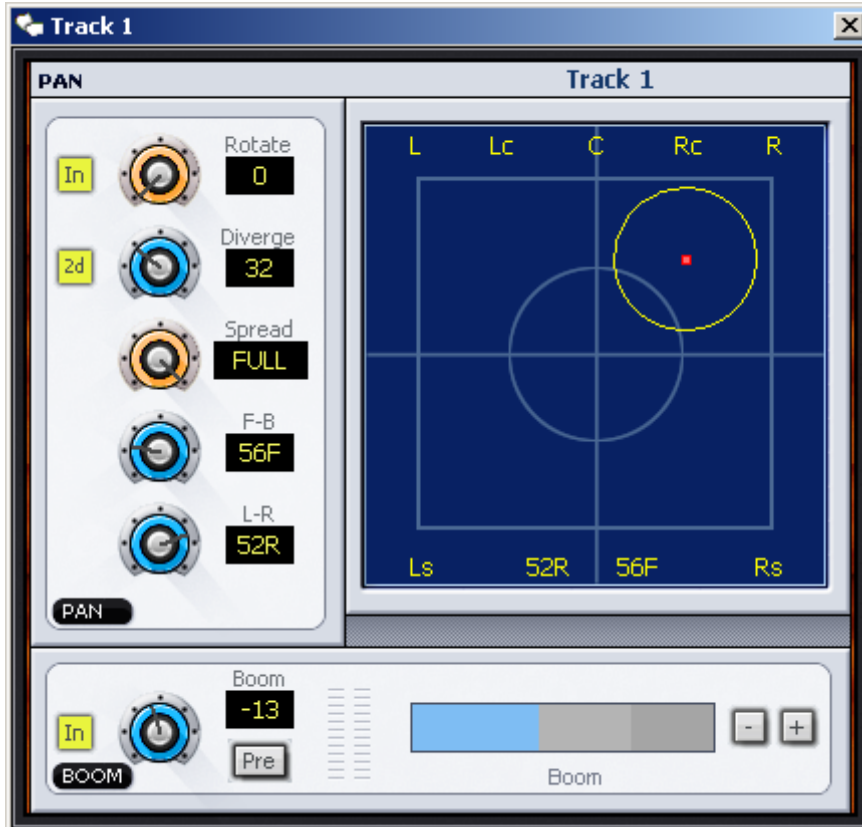 Track 1
PAN
Track 1
In
Rotate
0
2d
Diverge
32
Spread
FULL
F-B
56F
L-R
52R
PAN
L Lc C Rc R
Ls 52R 56F Rs
In
Boom
-13
Pre
BOOM
Boom
- +